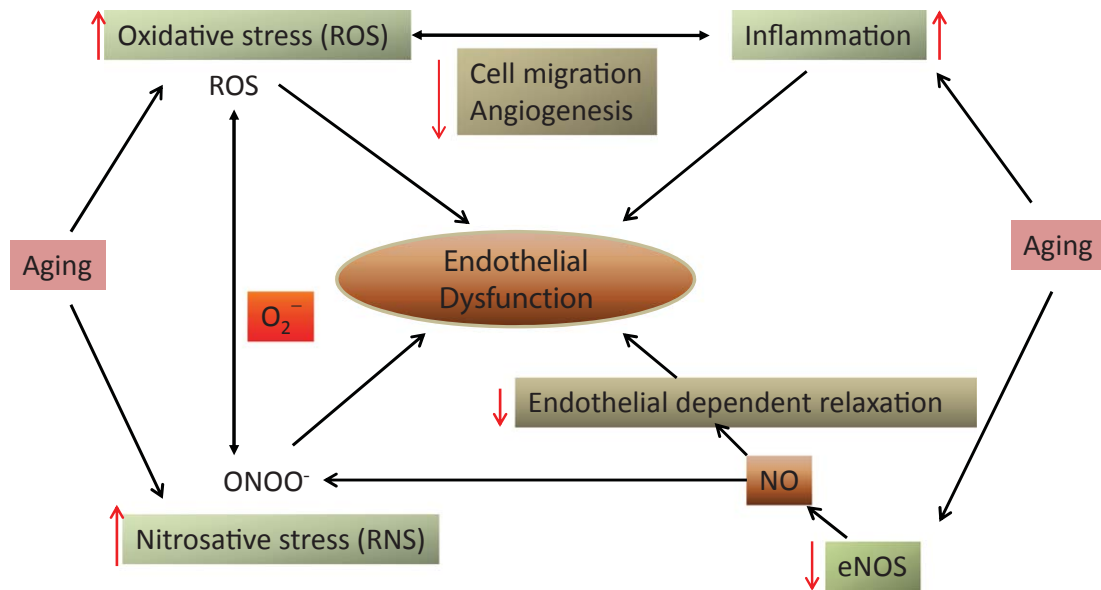 Oxidative stress (ROS)
Inflammation
Cell migration
Angiogenesis
ROS
Aging
Aging
Endothelial
Dysfunction
O₂⁻
Endothelial dependent relaxation
ONOO⁻
NO
Nitrosative stress (RNS)
eNOS